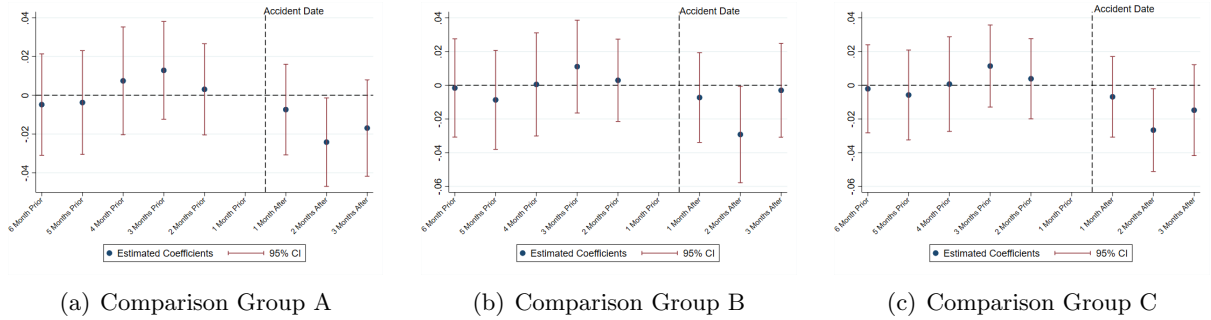 Accident Date
.04
.02
0
-.02
-.04
6 Month Prior
5 Months Prior
4 Month Prior
3 Months Prior
2 Months Prior
1 Month Prior
1 Month After
2 Months After
3 Months After
Estimated Coefficients
95% CI
(a) Comparison Group A
Accident Date
.04
.02
0
-.02
-.04
-.06
6 Month Prior
5 Months Prior
4 Month Prior
3 Months Prior
2 Months Prior
1 Month Prior
1 Month After
2 Months After
3 Months After
Estimated Coefficients
95% CI
(b) Comparison Group B
Accident Date
.04
.02
0
-.02
-.04
-.06
6 Month Prior
5 Months Prior
4 Month Prior
3 Months Prior
2 Months Prior
1 Month Prior
1 Month After
2 Months After
3 Months After
Estimated Coefficients
95% CI
(c) Comparison Group C